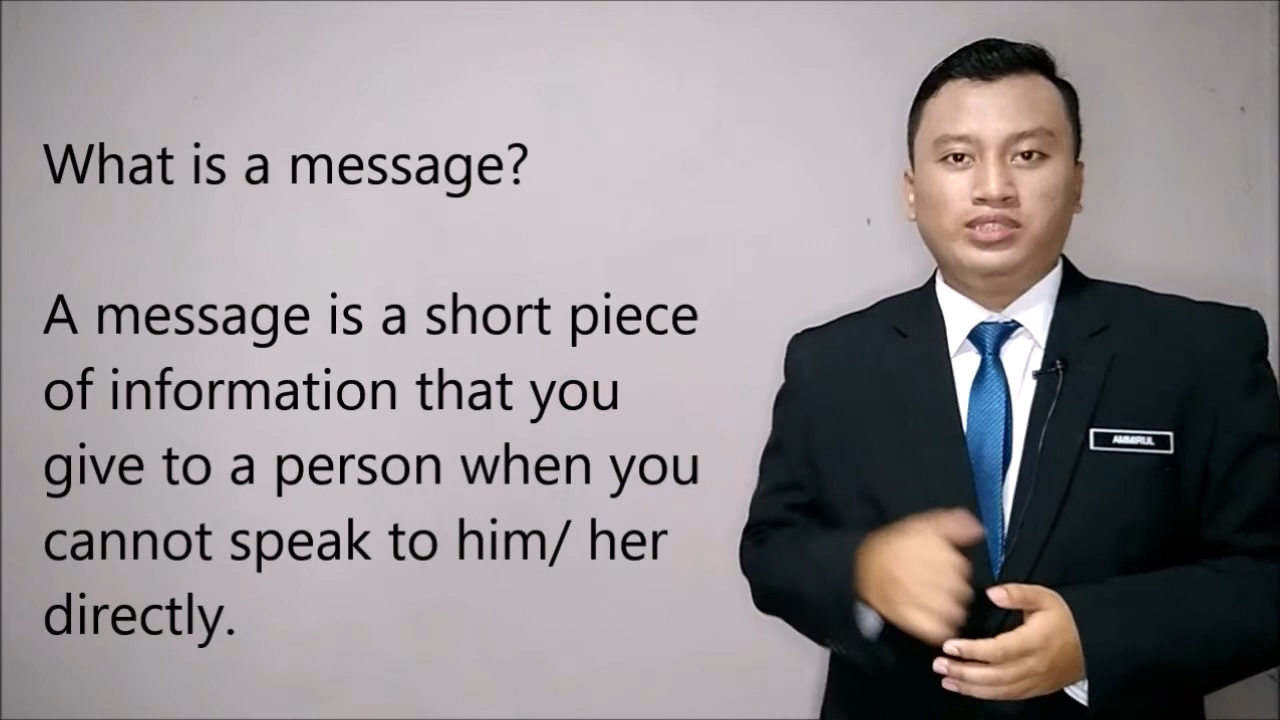 What is a message?
A message is a short piece
of information that you
give to a person when you
cannot speak to him/ her
directly.
AMMIRUL